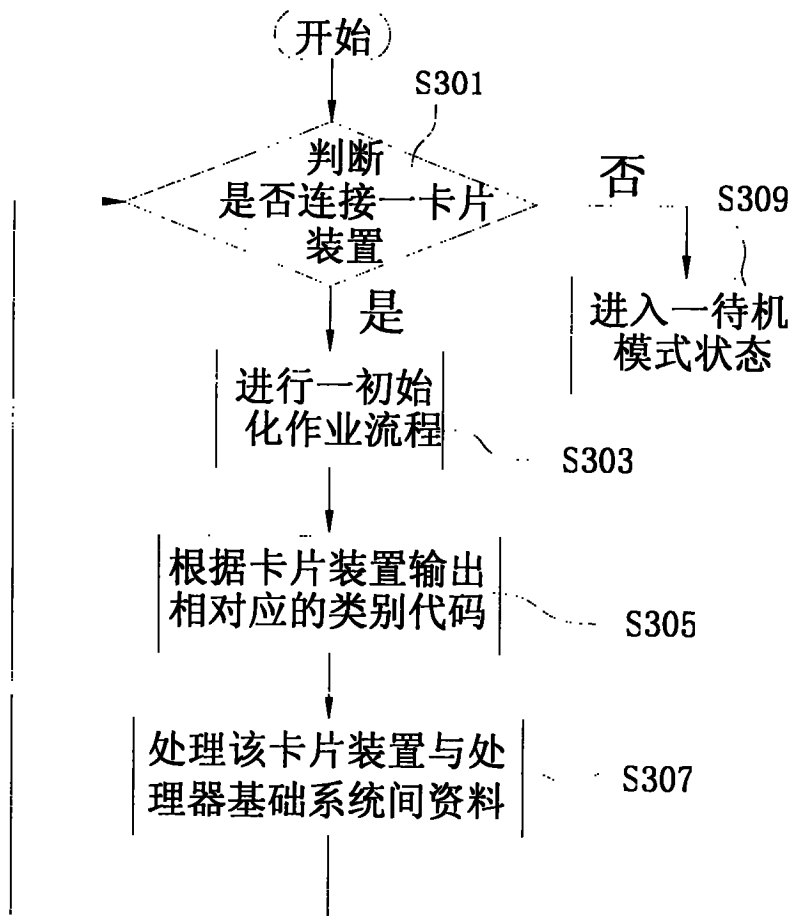 开始
S301
判断
是否连接一卡片
装置
否
S309
进入一待机
模式状态
是
进行一初始
化作业流程
S303
根据卡片装置输出
相对应的类别代码
S305
处理该卡片装置与处
理器基础系统间资料
S307